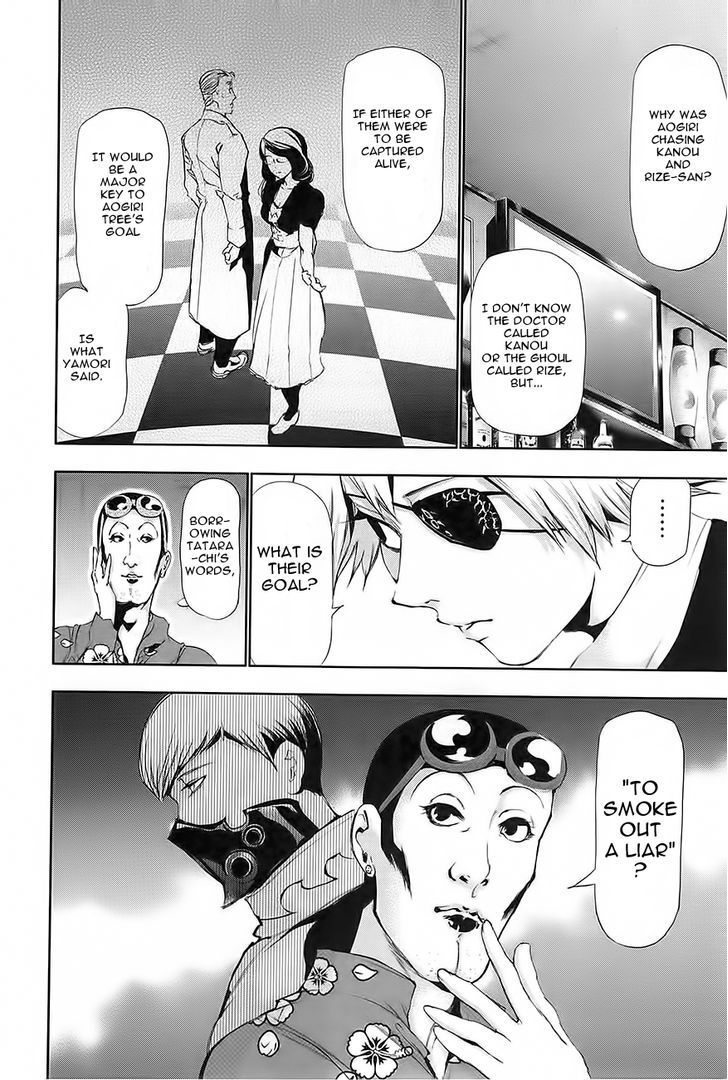 WHY WAS
AOGIRI
CHASING
KANOU
AND
RIZE-SAN?
I DON'T KNOW
THE DOCTOR
CALLED
KANOU
OR THE GHOUL
CALLED RIZE,
BUT...
IF EITHER OF
THEM WERE
TO BE
CAPTURED
ALIVE,
IT WOULD
BE A
MAJOR
KEY TO
AOGIRI
TREE'S
GOAL
IS
WHAT
YAMORI
SAID.
......
WHAT IS
THEIR
GOAL?
BORR-
OWING
TATARA
-CHI'S
WORDS,
"TO
SMOKE
OUT
A LIAR"
?